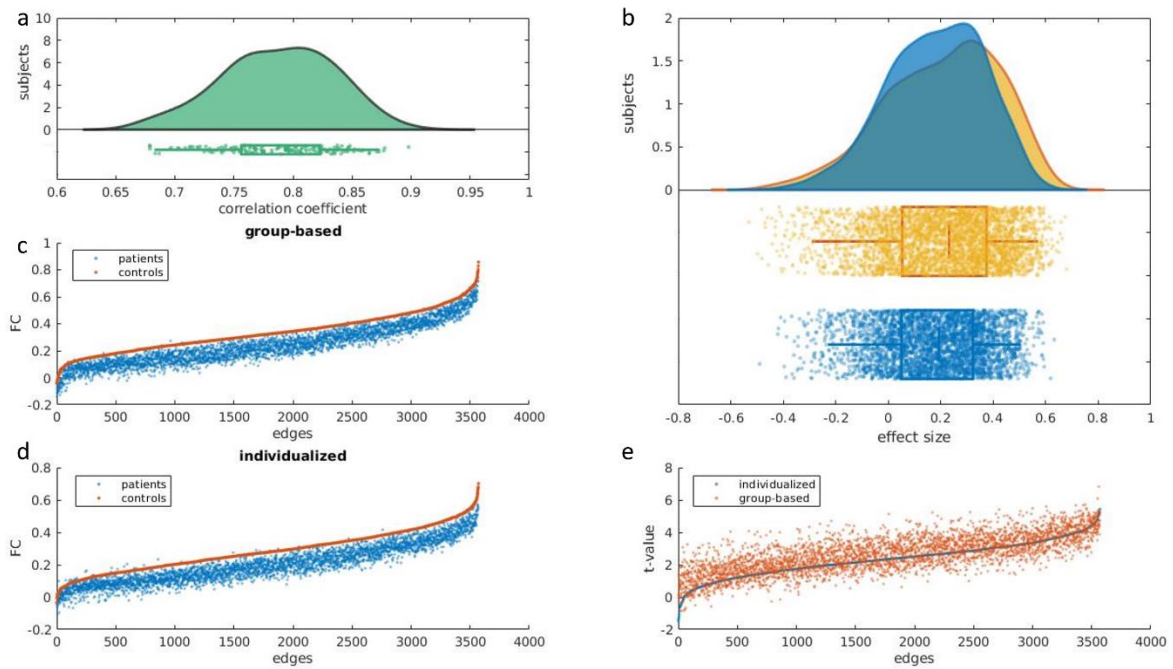 a
10
8
6
4
2
0
subjects
0.6 0.65 0.7 0.75 0.8 0.85 0.9 0.95 1
correlation coefficient
b
2
1.5
1
0.5
0
subjects
-0.8 -0.6 -0.4 -0.2 0 0.2 0.4 0.6 0.8 1
effect size
c
group-based
patients
controls
1
0.8
0.6
0.4
0.2
0
-0.2
FC
0 500 1000 1500 2000 2500 3000 3500 4000
edges
d
individualized
patients
controls
0.8
0.6
0.4
0.2
0
-0.2
FC
0 500 1000 1500 2000 2500 3000 3500 4000
edges
e
individualized
group-based
8
6
4
2
0
-2
t-value
0 500 1000 1500 2000 2500 3000 3500 4000
edges